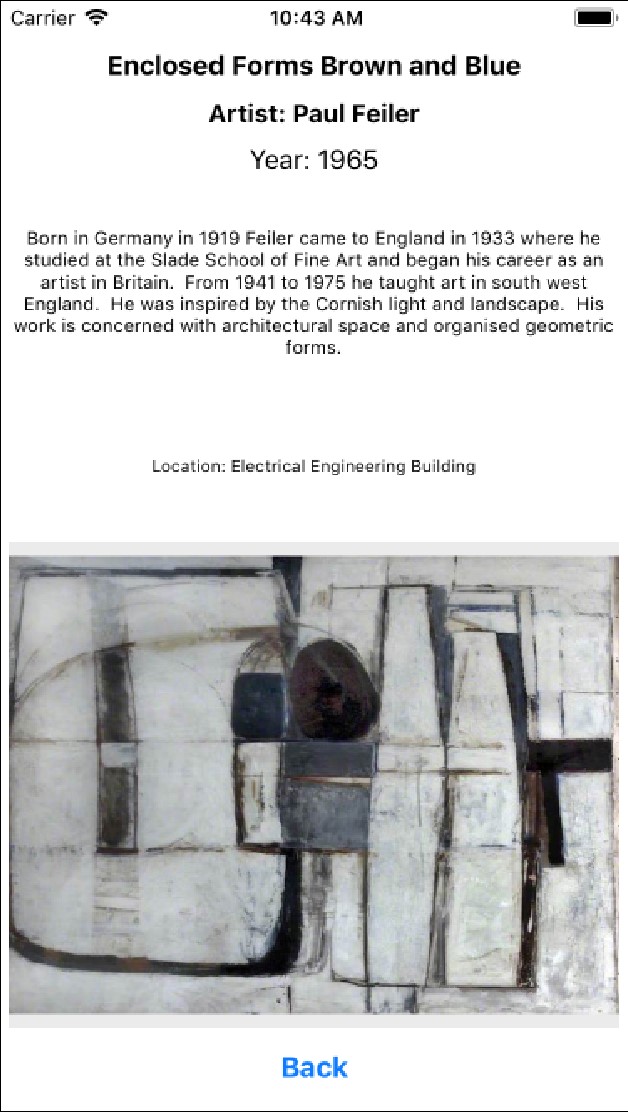 Carrier 10:43 AM
Enclosed Forms Brown and Blue
Artist: Paul Feiler
Year: 1965
Born in Germany in 1919 Feiler came to England in 1933 where he
studied at the Slade School of Fine Art and began his career as an
artist in Britain.  From 1941 to 1975 he taught art in south west
England.  He was inspired by the Cornish light and landscape.  His
work is concerned with architectural space and organised geometric
forms.
Location: Electrical Engineering Building
Back